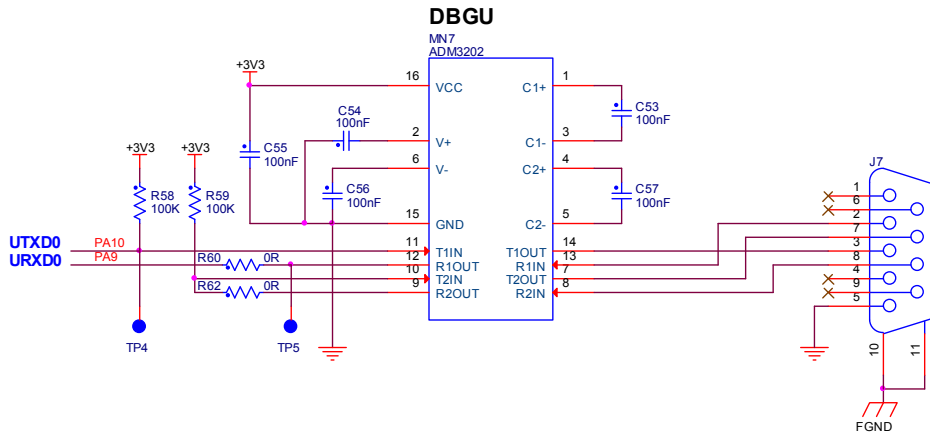 DBGU
MN7
ADM3202
+3V3
16
VCC
C1+
1
C54
100nF
C53
100nF
2
V+
C1-
3
+3V3
+3V3
C55
100nF
6
V-
C2+
4
R58
100K
R59
100K
C56
100nF
C57
100nF
15
GND
C2-
5
UTXD0
PA10
11
T1IN
T1OUT
14
URXD0
PA9
R60
0R
12
R1OUT
R1IN
13
10
T2IN
T2OUT
7
R62
0R
9
R2OUT
R2IN
8
TP4
TP5
J7
1
6
2
7
3
8
4
9
5
10
11
FGND